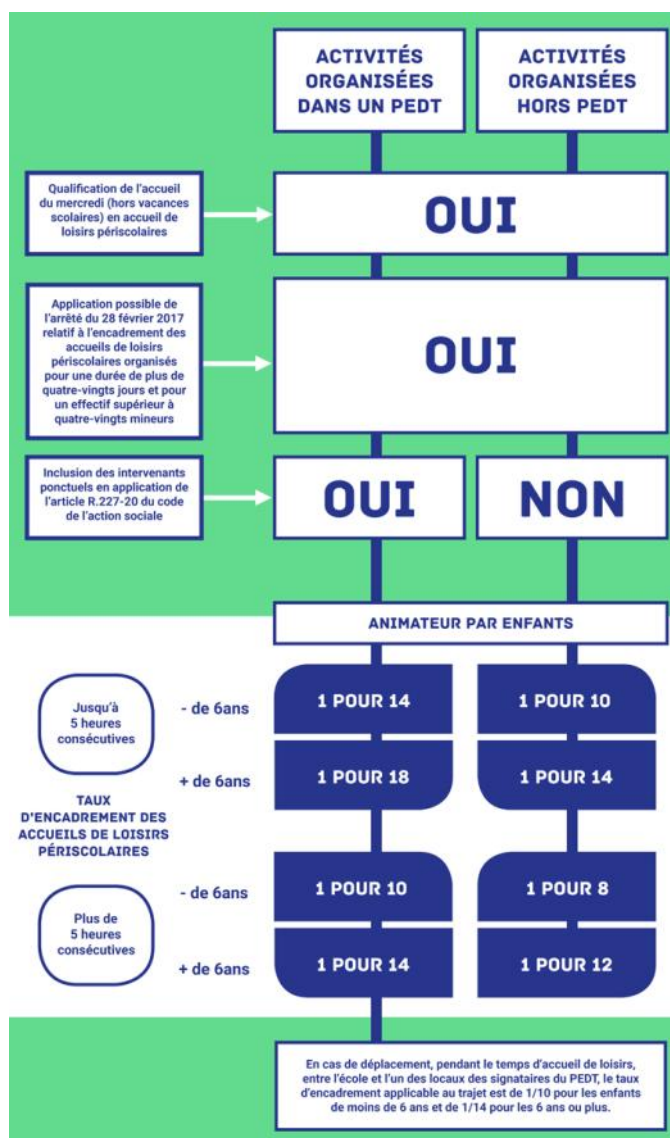 ACTIVITÉS
ORGANISÉES
DANS UN PEDT
ACTIVITÉS
ORGANISÉES
HORS PEDT
Qualification de l'accueil
du mercredi (hors vacances
scolaires) en accueil de
loisirs périscolaires
OUI
Application possible de
l'arrêté du 28 février 2017
relatif à l'encadrement des
accueils de loisirs
périscolaires organisés
pour une durée de plus de
quatre-vingts jours et pour
un effectif supérieur à
quatre-vingts mineurs
OUI
Inclusion des intervenants
ponctuels en application de
l'article R.227-20 du code
de l'action sociale
OUI
NON
ANIMATEUR PAR ENFANTS
Jusqu'à
5 heures
consécutives
- de 6ans
1 POUR 14
1 POUR 10
+ de 6ans
1 POUR 18
1 POUR 14
TAUX
D'ENCADREMENT DES
ACCUEILS DE LOISIRS
PÉRISCOLAIRES
Plus de
5 heures
consécutives
- de 6ans
1 POUR 10
1 POUR 8
+ de 6ans
1 POUR 14
1 POUR 12
En cas de déplacement, pendant le temps d'accueil de loisirs,
entre l'école et l'un des locaux des signataires du PEDT, le taux
d'encadrement applicable au trajet est de 1/10 pour les enfants
de moins de 6 ans et de 1/14 pour les 6 ans ou plus.